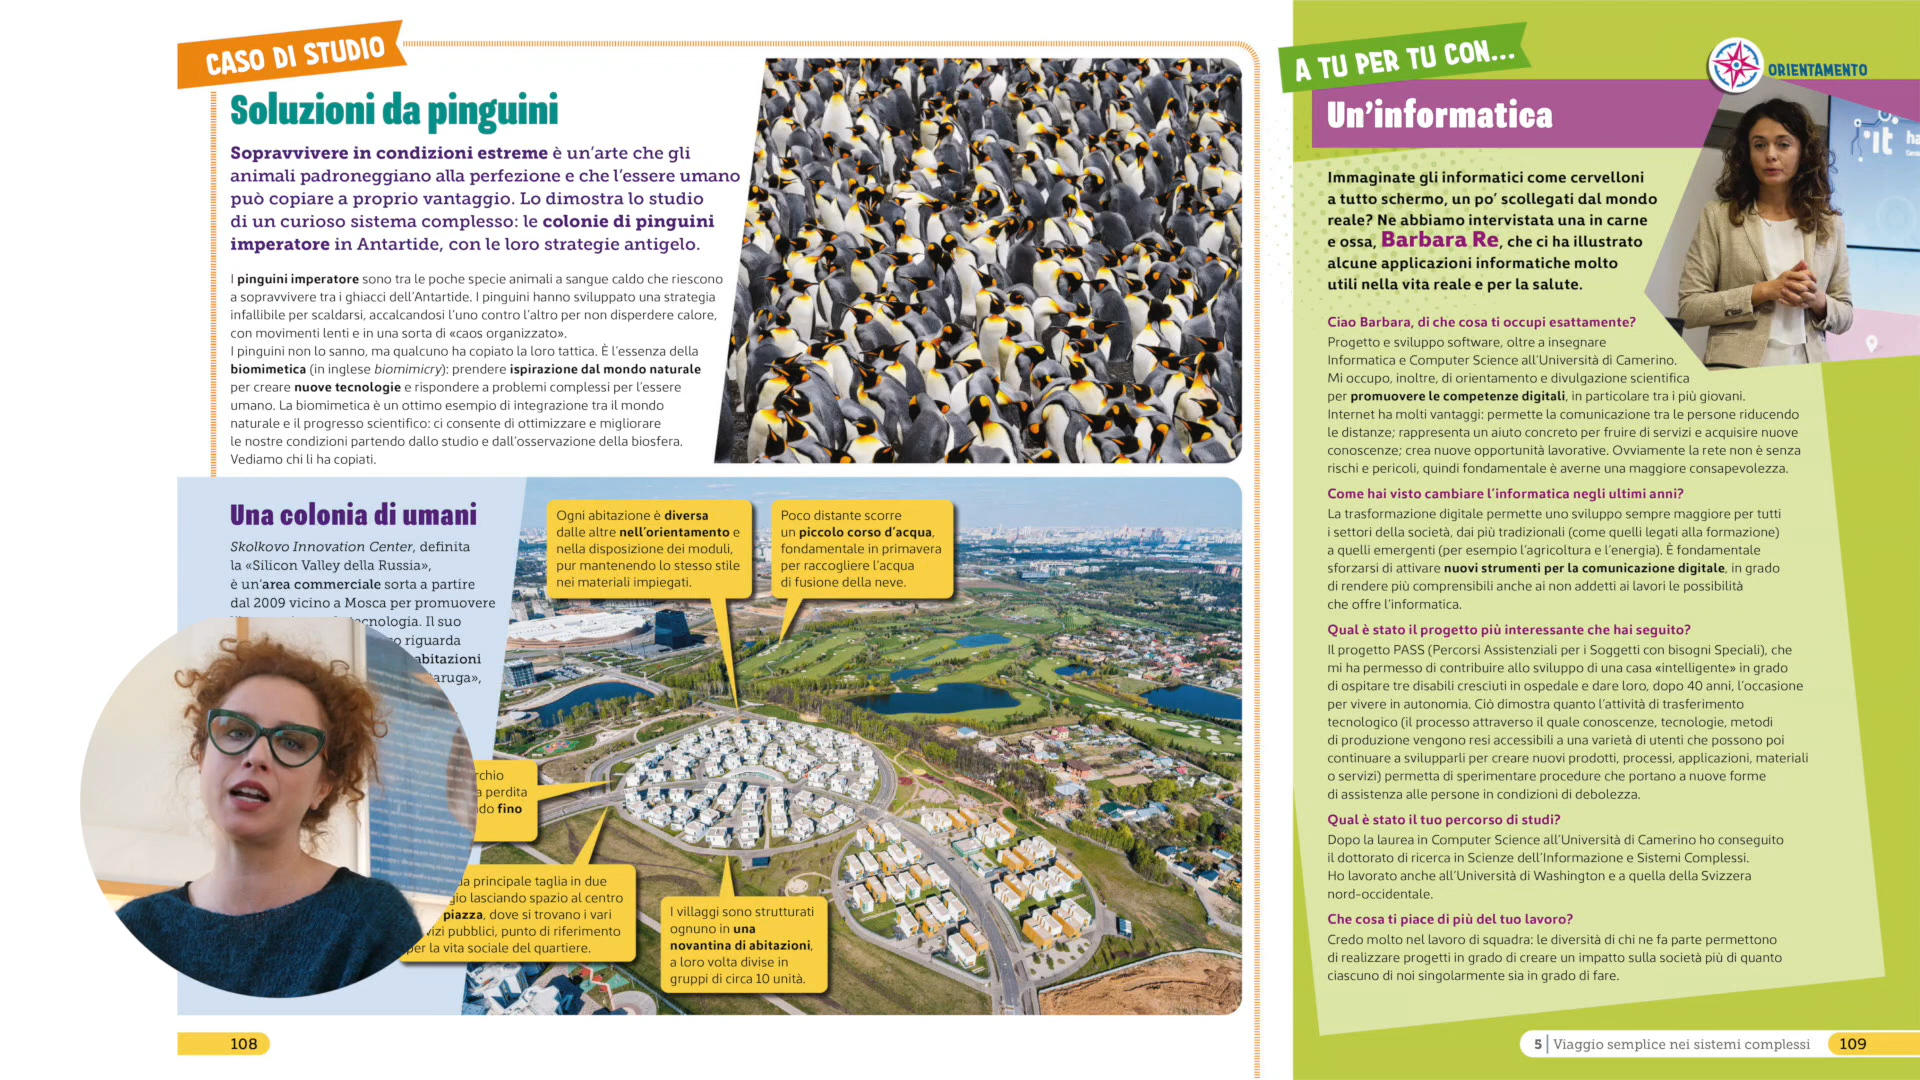 CASO DI STUDIO
Soluzioni da pinguini
Sopravvivere in condizioni estreme è un'arte che gli
animali padroneggiano alla perfezione e che l'essere umano
può copiare a proprio vantaggio. Lo dimostra lo studio
di un curioso sistema complesso: le colonie di pinguini
imperatore in Antartide, con le loro strategie antigelo.
I pinguini imperatore sono tra le poche specie animali a sangue caldo che riescono
a sopravvivere tra i ghiacci dell'Antartide. I pinguini hanno sviluppato una strategia
infallibile per scaldarsi, accalcandosi l'uno contro l'altro per non disperdere calore,
con movimenti lenti e in una sorta di «caos organizzato».
I pinguini non lo sanno, ma qualcuno ha copiato la loro tattica. È l'essenza della
biomimetica (in inglese biomimicry): prendere ispirazione dal mondo naturale
per creare nuove tecnologie e rispondere a problemi complessi per l'essere
umano. La biomimetica è un ottimo esempio di integrazione tra il mondo
naturale e il progresso scientifico: ci consente di ottimizzare e migliorare
le nostre condizioni partendo dallo studio e dall'osservazione della biosfera.
Vediamo chi li ha copiati.
Una colonia di umani
Skolkovo Innovation Center, definita
la «Silicon Valley della Russia»,
è un'area commerciale sorta a partire
dal 2009 vicino a Mosca per promuovere
tecnologia. Il suo
riguarda
abitazioni
aruga»,
Ogni abitazione è diversa
dalle altre nell'orientamento e
nella disposizione dei moduli,
pur mantenendo lo stesso stile
nei materiali impiegati.
Poco distante scorre
un piccolo corso d'acqua,
fondamentale in primavera
per raccogliere l'acqua
di fusione della neve.
rchio
a perdita
do fino
ia principale taglia in due
gio lasciando spazio al centro
piazza, dove si trovano i vari
vizi pubblici, punto di riferimento
per la vita sociale del quartiere.
I villaggi sono strutturati
ognuno in una
novantina di abitazioni,
a loro volta divise in
gruppi di circa 10 unità.
108
A TU PER TU CON...
ORIENTAMENTO
Un'informatica
Immaginate gli informatici come cervelloni
a tutto schermo, un po' scollegati dal mondo
reale? Ne abbiamo intervistata una in carne
e ossa, Barbara Re, che ci ha illustrato
alcune applicazioni informatiche molto
utili nella vita reale e per la salute.
Ciao Barbara, di che cosa ti occupi esattamente?
Progetto e sviluppo software, oltre a insegnare
Informatica e Computer Science all'Università di Camerino.
Mi occupo, inoltre, di orientamento e divulgazione scientifica
per promuovere le competenze digitali, in particolare tra i più giovani.
Internet ha molti vantaggi: permette la comunicazione tra le persone riducendo
le distanze; rappresenta un aiuto concreto per fruire di servizi e acquisire nuove
conoscenze; crea nuove opportunità lavorative. Ovviamente la rete non è senza
rischi e pericoli, quindi fondamentale è averne una maggiore consapevolezza.
Come hai visto cambiare l'informatica negli ultimi anni?
La trasformazione digitale permette uno sviluppo sempre maggiore per tutti
i settori della società, dai più tradizionali (come quelli legati alla formazione)
a quelli emergenti (per esempio l'agricoltura e l'energia). È fondamentale
sforzarsi di attivare nuovi strumenti per la comunicazione digitale, in grado
di rendere più comprensibili anche ai non addetti ai lavori le possibilità
che offre l'informatica.
Qual è stato il progetto più interessante che hai seguito?
Il progetto PASS (Percorsi Assistenziali per i Soggetti con bisogni Speciali), che
mi ha permesso di contribuire allo sviluppo di una casa «intelligente» in grado
di ospitare tre disabili cresciuti in ospedale e dare loro, dopo 40 anni, l'occasione
per vivere in autonomia. Ciò dimostra quanto l'attività di trasferimento
tecnologico (il processo attraverso il quale conoscenze, tecnologie, metodi
di produzione vengono resi accessibili a una varietà di utenti che possono poi
continuare a svilupparli per creare nuovi prodotti, processi, applicazioni, materiali
o servizi) permetta di sperimentare procedure che portano a nuove forme
di assistenza alle persone in condizioni di debolezza.
Qual è stato il tuo percorso di studi?
Dopo la laurea in Computer Science all'Università di Camerino ho conseguito
il dottorato di ricerca in Scienze dell'Informazione e Sistemi Complessi.
Ho lavorato anche all'Università di Washington e a quella della Svizzera
nord-occidentale.
Che cosa ti piace di più del tuo lavoro?
Credo molto nel lavoro di squadra: le diversità di chi ne fa parte permettono
di realizzare progetti in grado di creare un impatto sulla società più di quanto
ciascuno di noi singolarmente sia in grado di fare.
5 | Viaggio semplice nei sistemi complessi
109